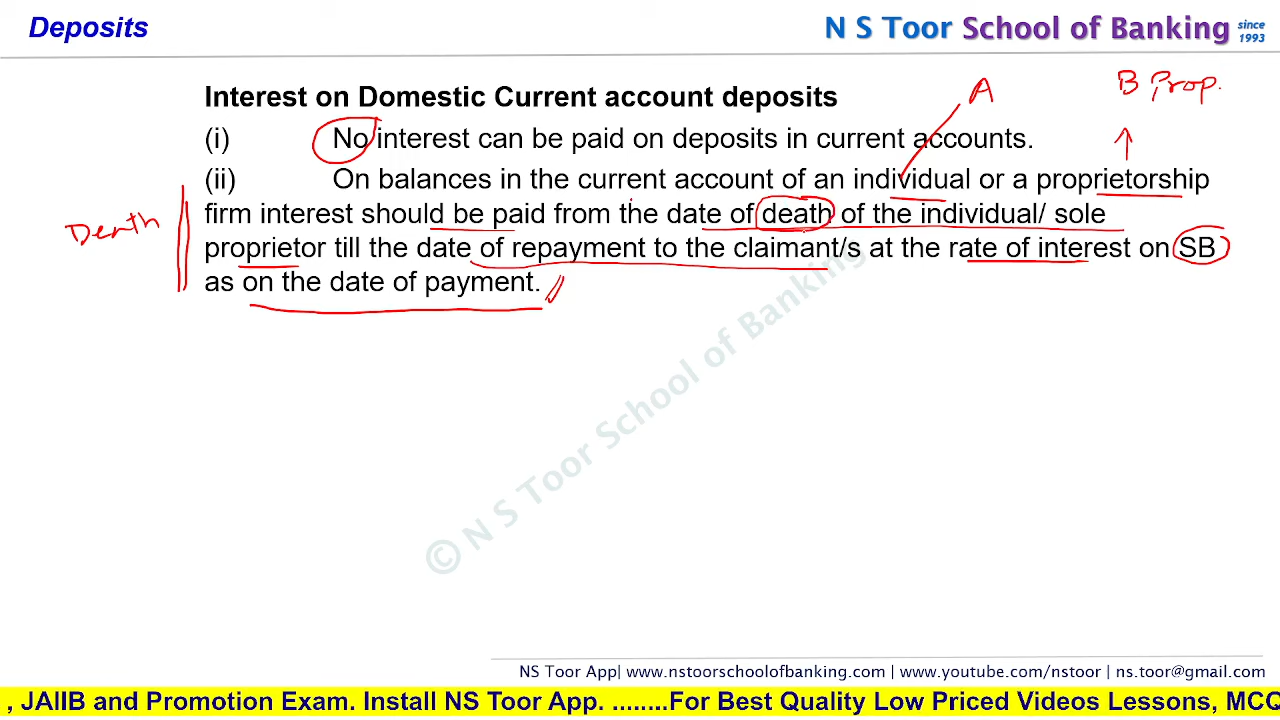 Deposits
N S Toor School of Banking since 1993
Interest on Domestic Current account deposits
A
B Prop.
(i) No interest can be paid on deposits in current accounts.
(ii) On balances in the current account of an individual or a proprietorship
firm interest should be paid from the date of death of the individual/ sole
Death
proprietor till the date of repayment to the claimant/s at the rate of interest on SB
as on the date of payment.
© N S Toor School of Banking
NS Toor App| www.nstoorschoolofbanking.com | www.youtube.com/nstoor | ns.toor@gmail.com
, JAIIB and Promotion Exam. Install NS Toor App. ........For Best Quality Low Priced Videos Lessons, MCQ